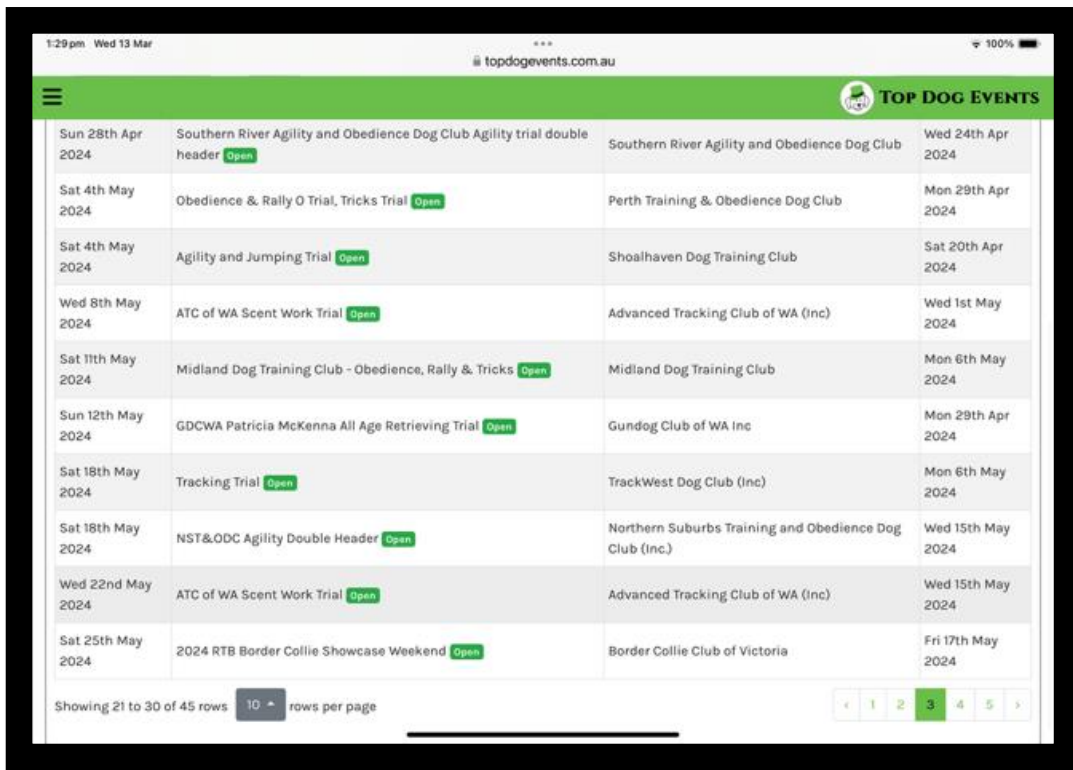 1:29 pm Wed 13 Mar
100%
topdogevents.com.au
TOP DOG EVENTS
Sun 28th Apr
2024
Southern River Agility and Obedience Dog Club Agility trial double
header Open
Southern River Agility and Obedience Dog Club
Wed 24th Apr
2024
Sat 4th May
2024
Obedience & Rally O Trial, Tricks Trial Open
Perth Training & Obedience Dog Club
Mon 29th Apr
2024
Sat 4th May
2024
Agility and Jumping Trial Open
Shoalhaven Dog Training Club
Sat 20th Apr
2024
Wed 8th May
2024
ATC of WA Scent Work Trial Open
Advanced Tracking Club of WA (Inc)
Wed 1st May
2024
Sat 11th May
2024
Midland Dog Training Club - Obedience, Rally & Tricks Open
Midland Dog Training Club
Mon 6th May
2024
Sun 12th May
2024
GDCWA Patricia McKenna All Age Retrieving Trial Open
Gundog Club of WA Inc
Mon 29th Apr
2024
Sat 18th May
2024
Tracking Trial Open
TrackWest Dog Club (Inc)
Mon 6th May
2024
Sat 18th May
2024
NST&ODC Agility Double Header Open
Northern Suburbs Training and Obedience Dog
Club (Inc.)
Wed 15th May
2024
Wed 22nd May
2024
ATC of WA Scent Work Trial Open
Advanced Tracking Club of WA (Inc)
Wed 15th May
2024
Sat 25th May
2024
2024 RTB Border Collie Showcase Weekend Open
Border Collie Club of Victoria
Fri 17th May
2024
Showing 21 to 30 of 45 rows 10 rows per page
‹ 1 2 3 4 5 ›